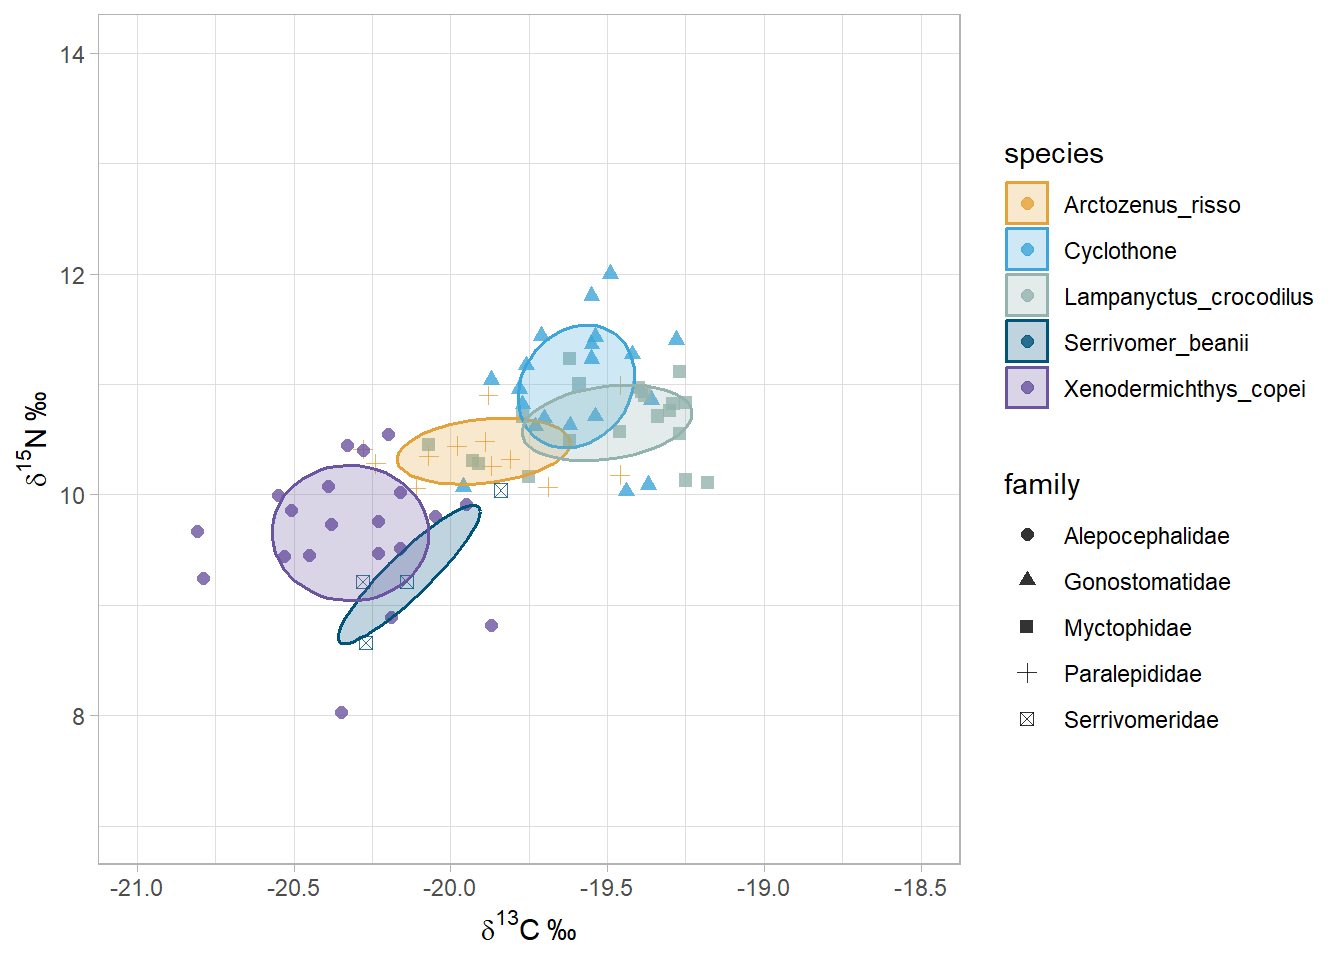 14
12
10
8
δ15N ‰
-21.0 -20.5 -20.0 -19.5 -19.0 -18.5
δ13C ‰
species
Arctozenus_risso
Cyclothone
Lampanyctus_crocodilus
Serrivomer_beanii
Xenodermichthys_copei
family
Alepocephalidae
Gonostomatidae
Myctophidae
Paralepididae
Serrivomeridae